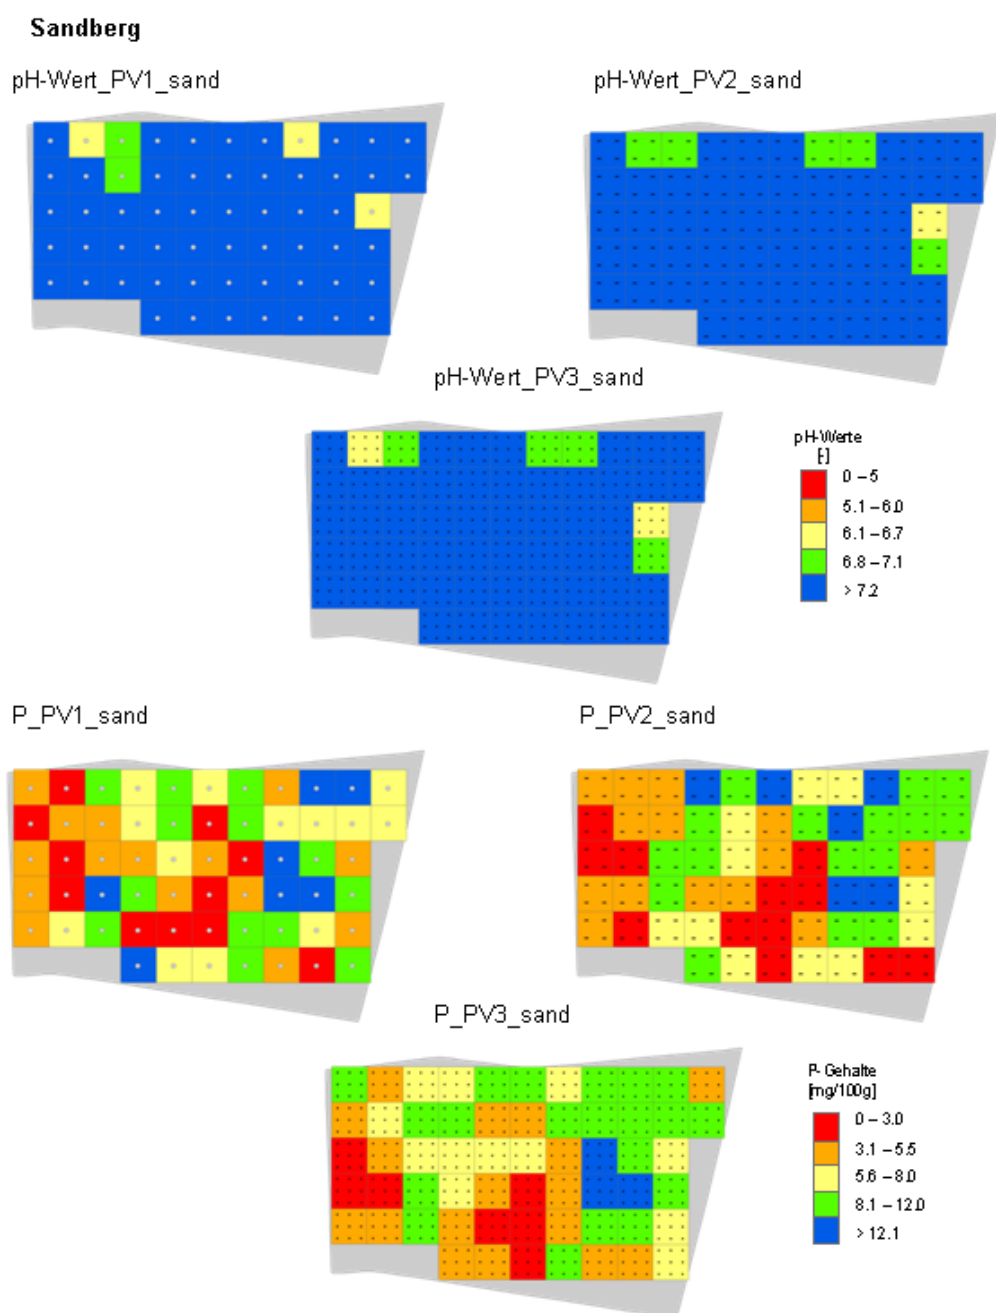 Sandberg
pH-Wert_PV1_sand
pH-Wert_PV2_sand
pH-Wert_PV3_sand
pH-Werte
[-]
0 – 5
5.1 – 6.0
6.1 – 6.7
6.8 – 7.1
> 7.2
P_PV1_sand
P_PV2_sand
P_PV3_sand
P- Gehalte
[mg/100g]
0 – 3.0
3.1 – 5.5
5.6 – 8.0
8.1 – 12.0
> 12.1